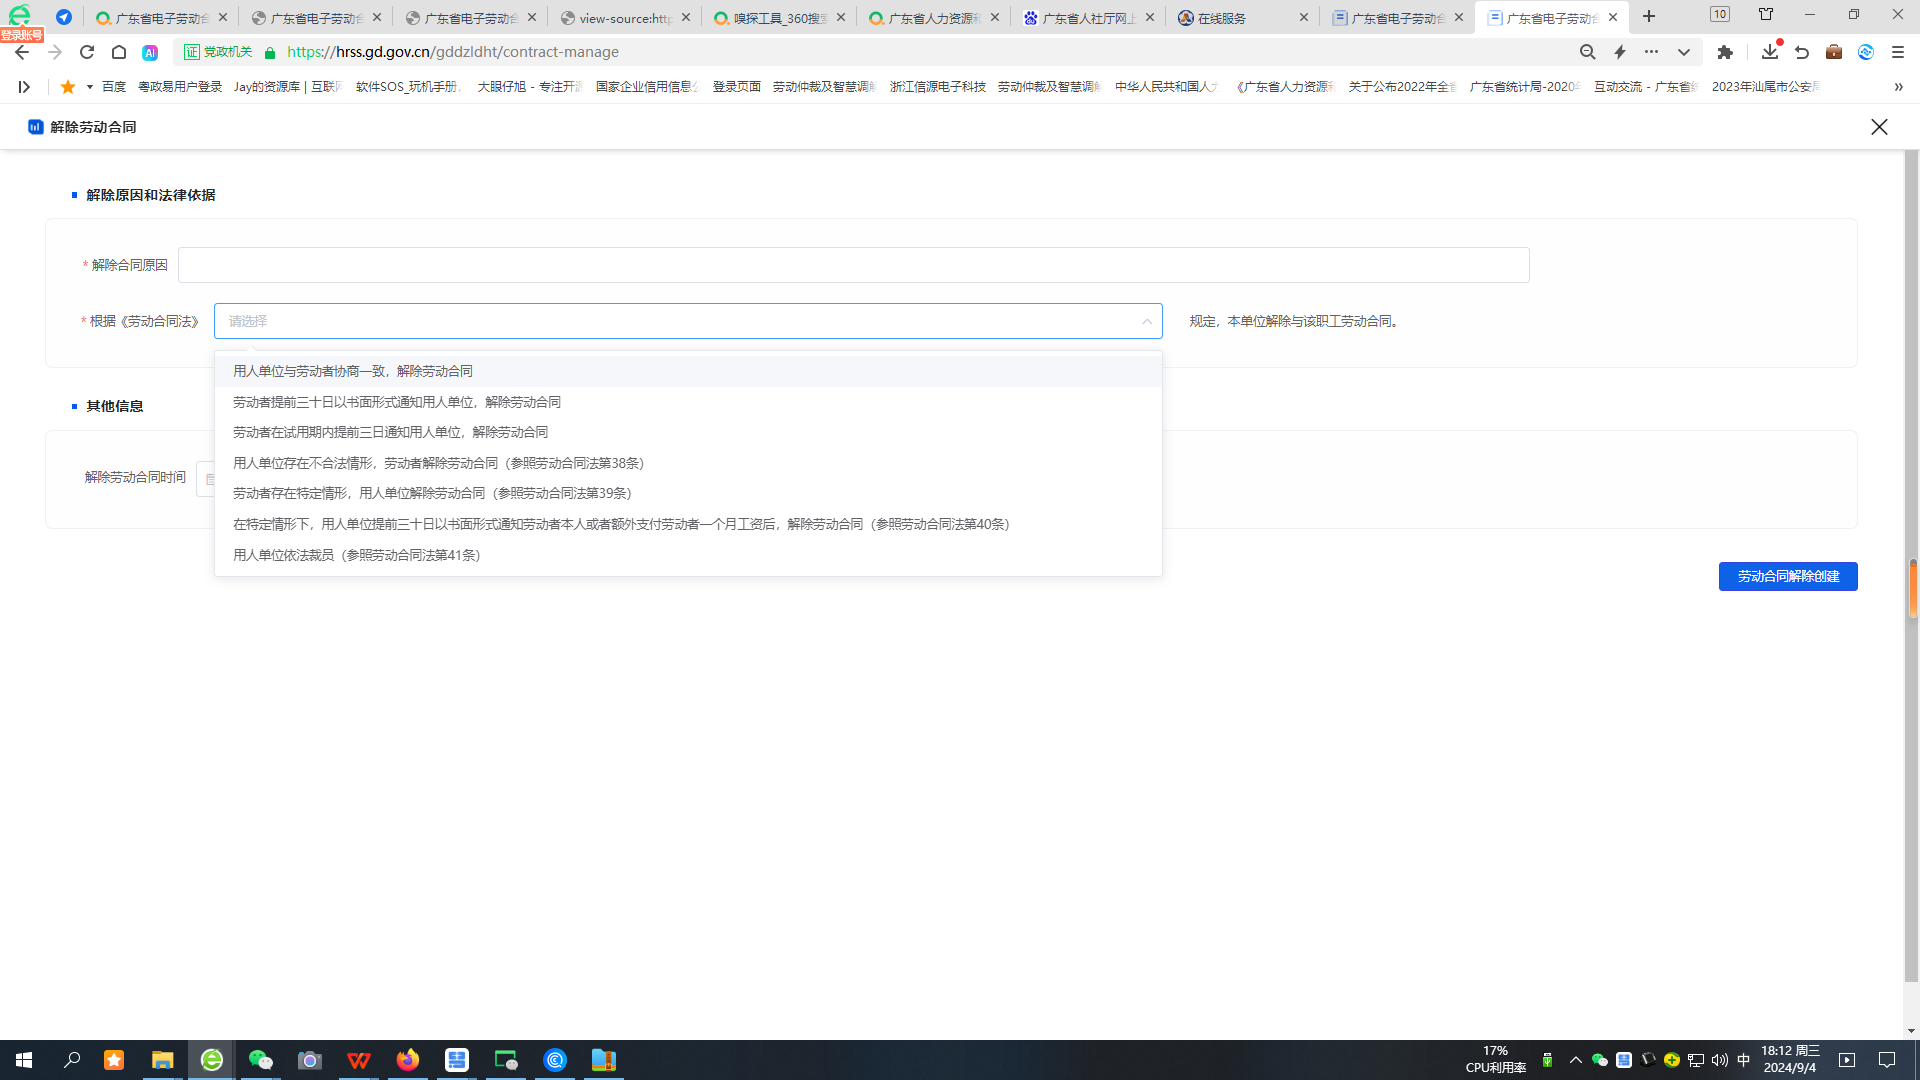 广东省电子劳动合
广东省电子劳动合
广东省电子劳动合
view-source:http
嗅探工具_360搜索
广东省人力资源和
广东省人社厅网上
在线服务
广东省电子劳动合
广东省电子劳动合
10
登录账号
AI
证 党政机关
https://hrss.gd.gov.cn/gddzldht/contract-manage
百度
粤政易用户登录
Jay的资源库 | 互联网
软件SOS_玩机手册
大眼仔旭 - 专注开源
国家企业信用信息公
登录页面
劳动仲裁及智慧调解
浙江信源电子科技
劳动仲裁及智慧调解
中华人民共和国人力
《广东省人力资源和
关于公布2022年全省
广东省统计局-2020年
互动交流 - 广东省统
2023年汕尾市公安局
解除劳动合同
解除原因和法律依据
* 解除合同原因
* 根据《劳动合同法》 请选择 规定，本单位解除与该职工劳动合同。
用人单位与劳动者协商一致，解除劳动合同
劳动者提前三十日以书面形式通知用人单位，解除劳动合同
其他信息
劳动者在试用期内提前三日通知用人单位，解除劳动合同
用人单位存在不合法情形，劳动者解除劳动合同（参照劳动合同法第38条）
解除劳动合同时间
劳动者存在特定情形，用人单位解除劳动合同（参照劳动合同法第39条）
在特定情形下，用人单位提前三十日以书面形式通知劳动者本人或者额外支付劳动者一个月工资后，解除劳动合同（参照劳动合同法第40条）
用人单位依法裁员（参照劳动合同法第41条）
劳动合同解除创建
17%
CPU利用率
中
18:12 周三
2024/9/4